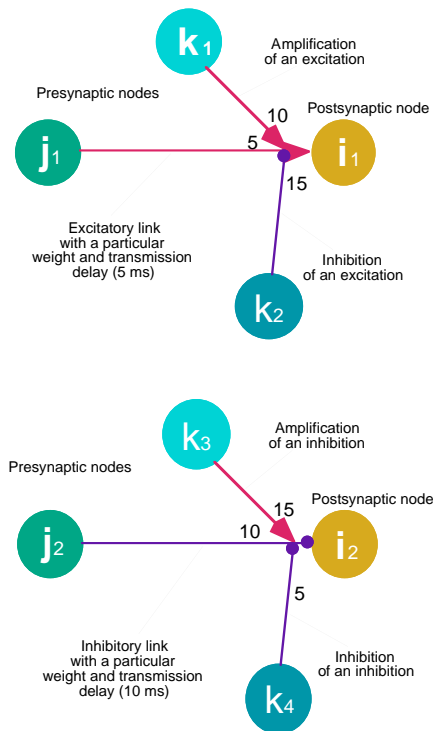 k1
Amplification
of an excitation
Presynaptic nodes
Postsynaptic node
10
5
j1
i1
15
Excitatory link
with a particular
weight and transmission
delay (5 ms)
Inhibition
of an excitation
k2
k3
Amplification
of an inhibition
Presynaptic nodes
Postsynaptic node
15
10
j2
i2
5
Inhibitory link
with a particular
weight and transmission
delay (10 ms)
Inhibition
of an inhibition
k4